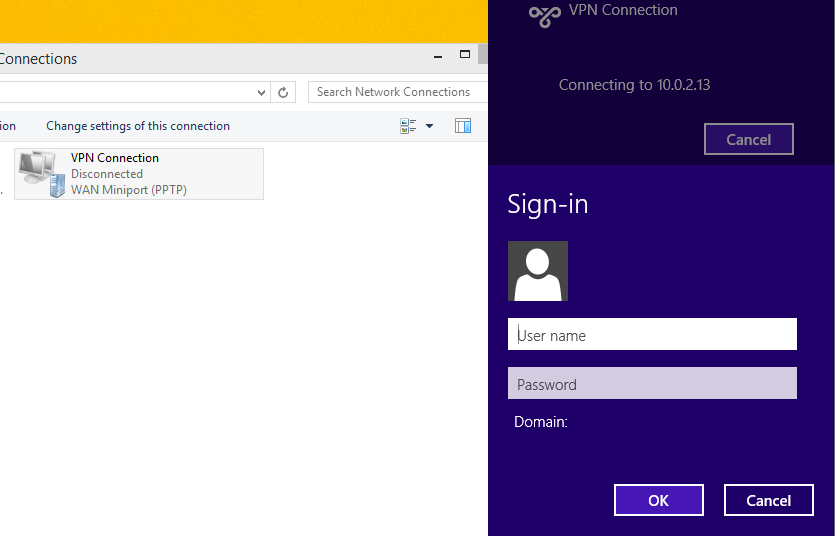 Connections
Search Network Connections
ion
Change settings of this connection
VPN Connection
Disconnected
WAN Miniport (PPTP)
.
VPN Connection
Connecting to 10.0.2.13
Cancel
Sign-in
User name
Password
Domain:
OK
Cancel